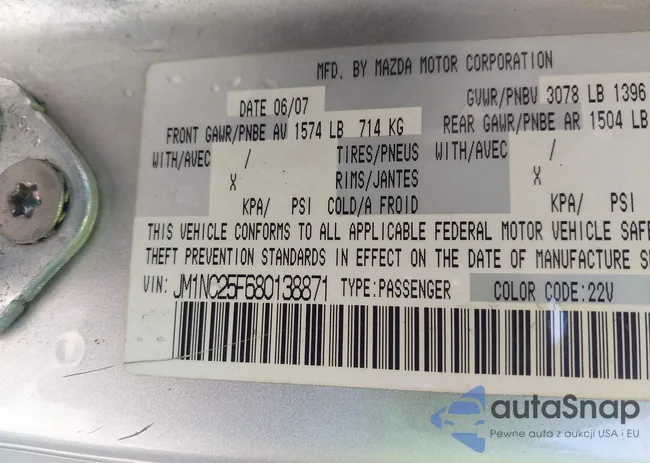 MFD. BY MAZDA MOTOR CORPORATION
DATE 06/07 GVWR/PNBV 3078 LB 1396
FRONT GAWR/PNBE AV 1574 LB 714 KG REAR GAWR/PNBE AR 1504 LB
WITH/AVEC / TIRES/PNEUS WITH/AVEC /
X RIMS/JANTES X
KPA/ PSI COLD/A FROID KPA/ PSI
THIS VEHICLE CONFORMS TO ALL APPLICABLE FEDERAL MOTOR VEHICLE SAFE
THEFT PREVENTION STANDARDS IN EFFECT ON THE DATE OF MANUFACTURE S
VIN: JM1NC25F680138871 TYPE:PASSENGER COLOR CODE:22V
autaSnap
Pewne auta z aukcji USA i EU